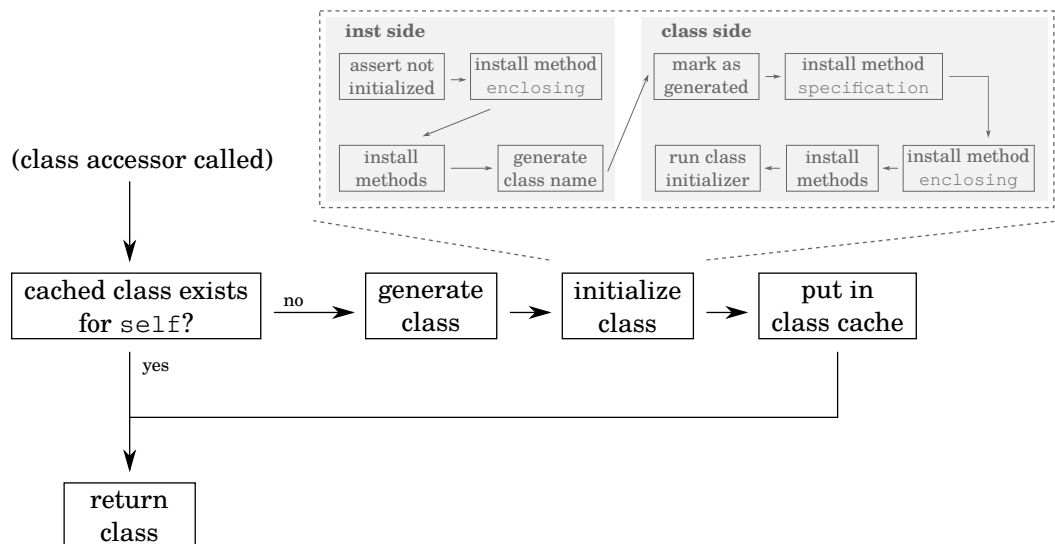 inst side
class side
assert not
initialized
install method
enclosing
mark as
generated
install method
specification
install
methods
generate
class name
run class
initializer
install
methods
install method
enclosing
(class accessor called)
cached class exists
for self?
no
generate
class
initialize
class
put in
class cache
yes
return
class